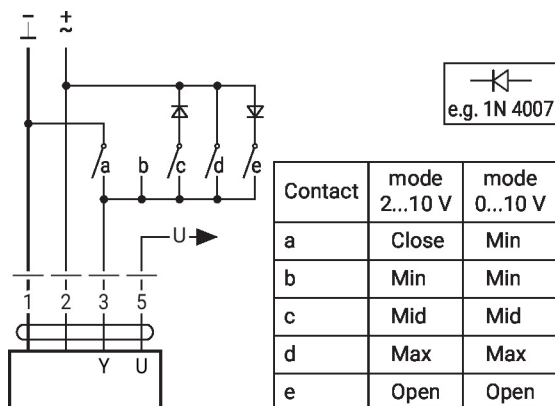 ⊥ ~
− +
e.g. 1N 4007
a b c d e
U
1 2 3 5
Y U
Contact mode 2...10 V mode 0...10 V
a Close Min
b Min Min
c Mid Mid
d Max Max
e Open Open